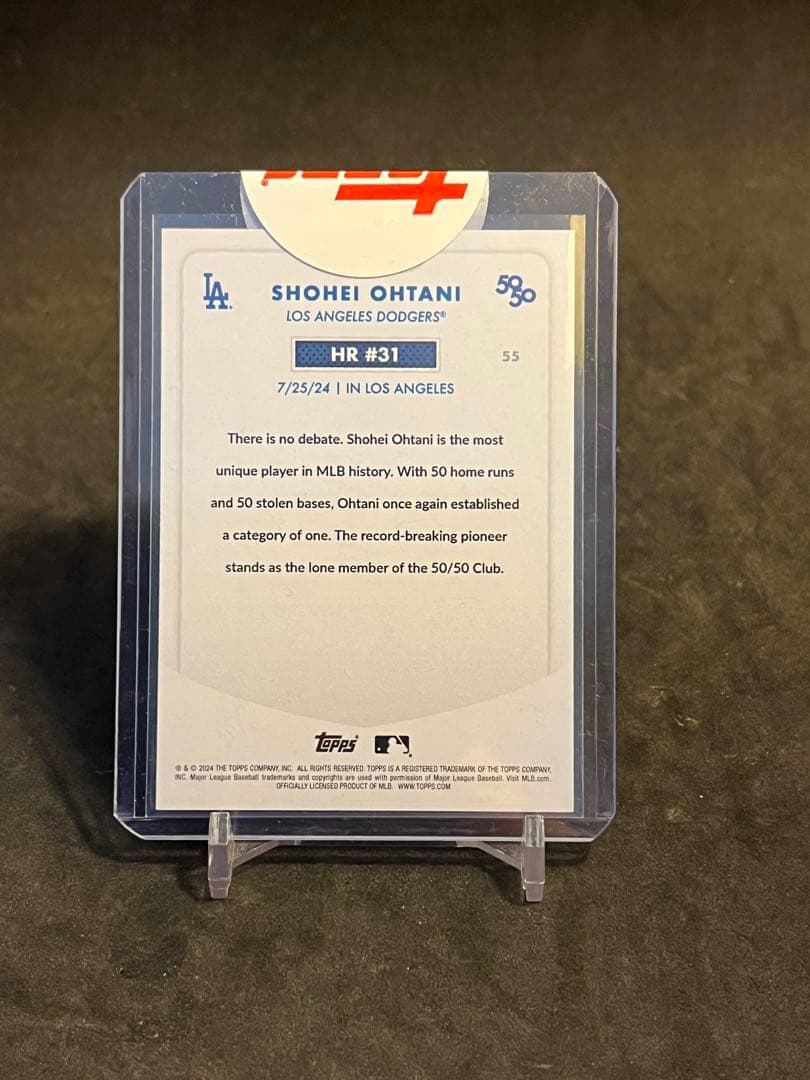 LA
SHOHEI OHTANI
50/50
LOS ANGELES DODGERS®
HR #31
55
7/25/24 | IN LOS ANGELES
There is no debate. Shohei Ohtani is the most
unique player in MLB history. With 50 home runs
and 50 stolen bases, Ohtani once again established
a category of one. The record-breaking pioneer
stands as the lone member of the 50/50 Club.
topps®
® & © 2024 THE TOPPS COMPANY, INC. ALL RIGHTS RESERVED. TOPPS IS A REGISTERED TRADEMARK OF THE TOPPS COMPANY,
INC. Major League Baseball trademarks and copyrights are used with permission of Major League Baseball. Visit MLB.com.
OFFICIALLY LICENSED PRODUCT OF MLB. WWW.TOPPS.COM